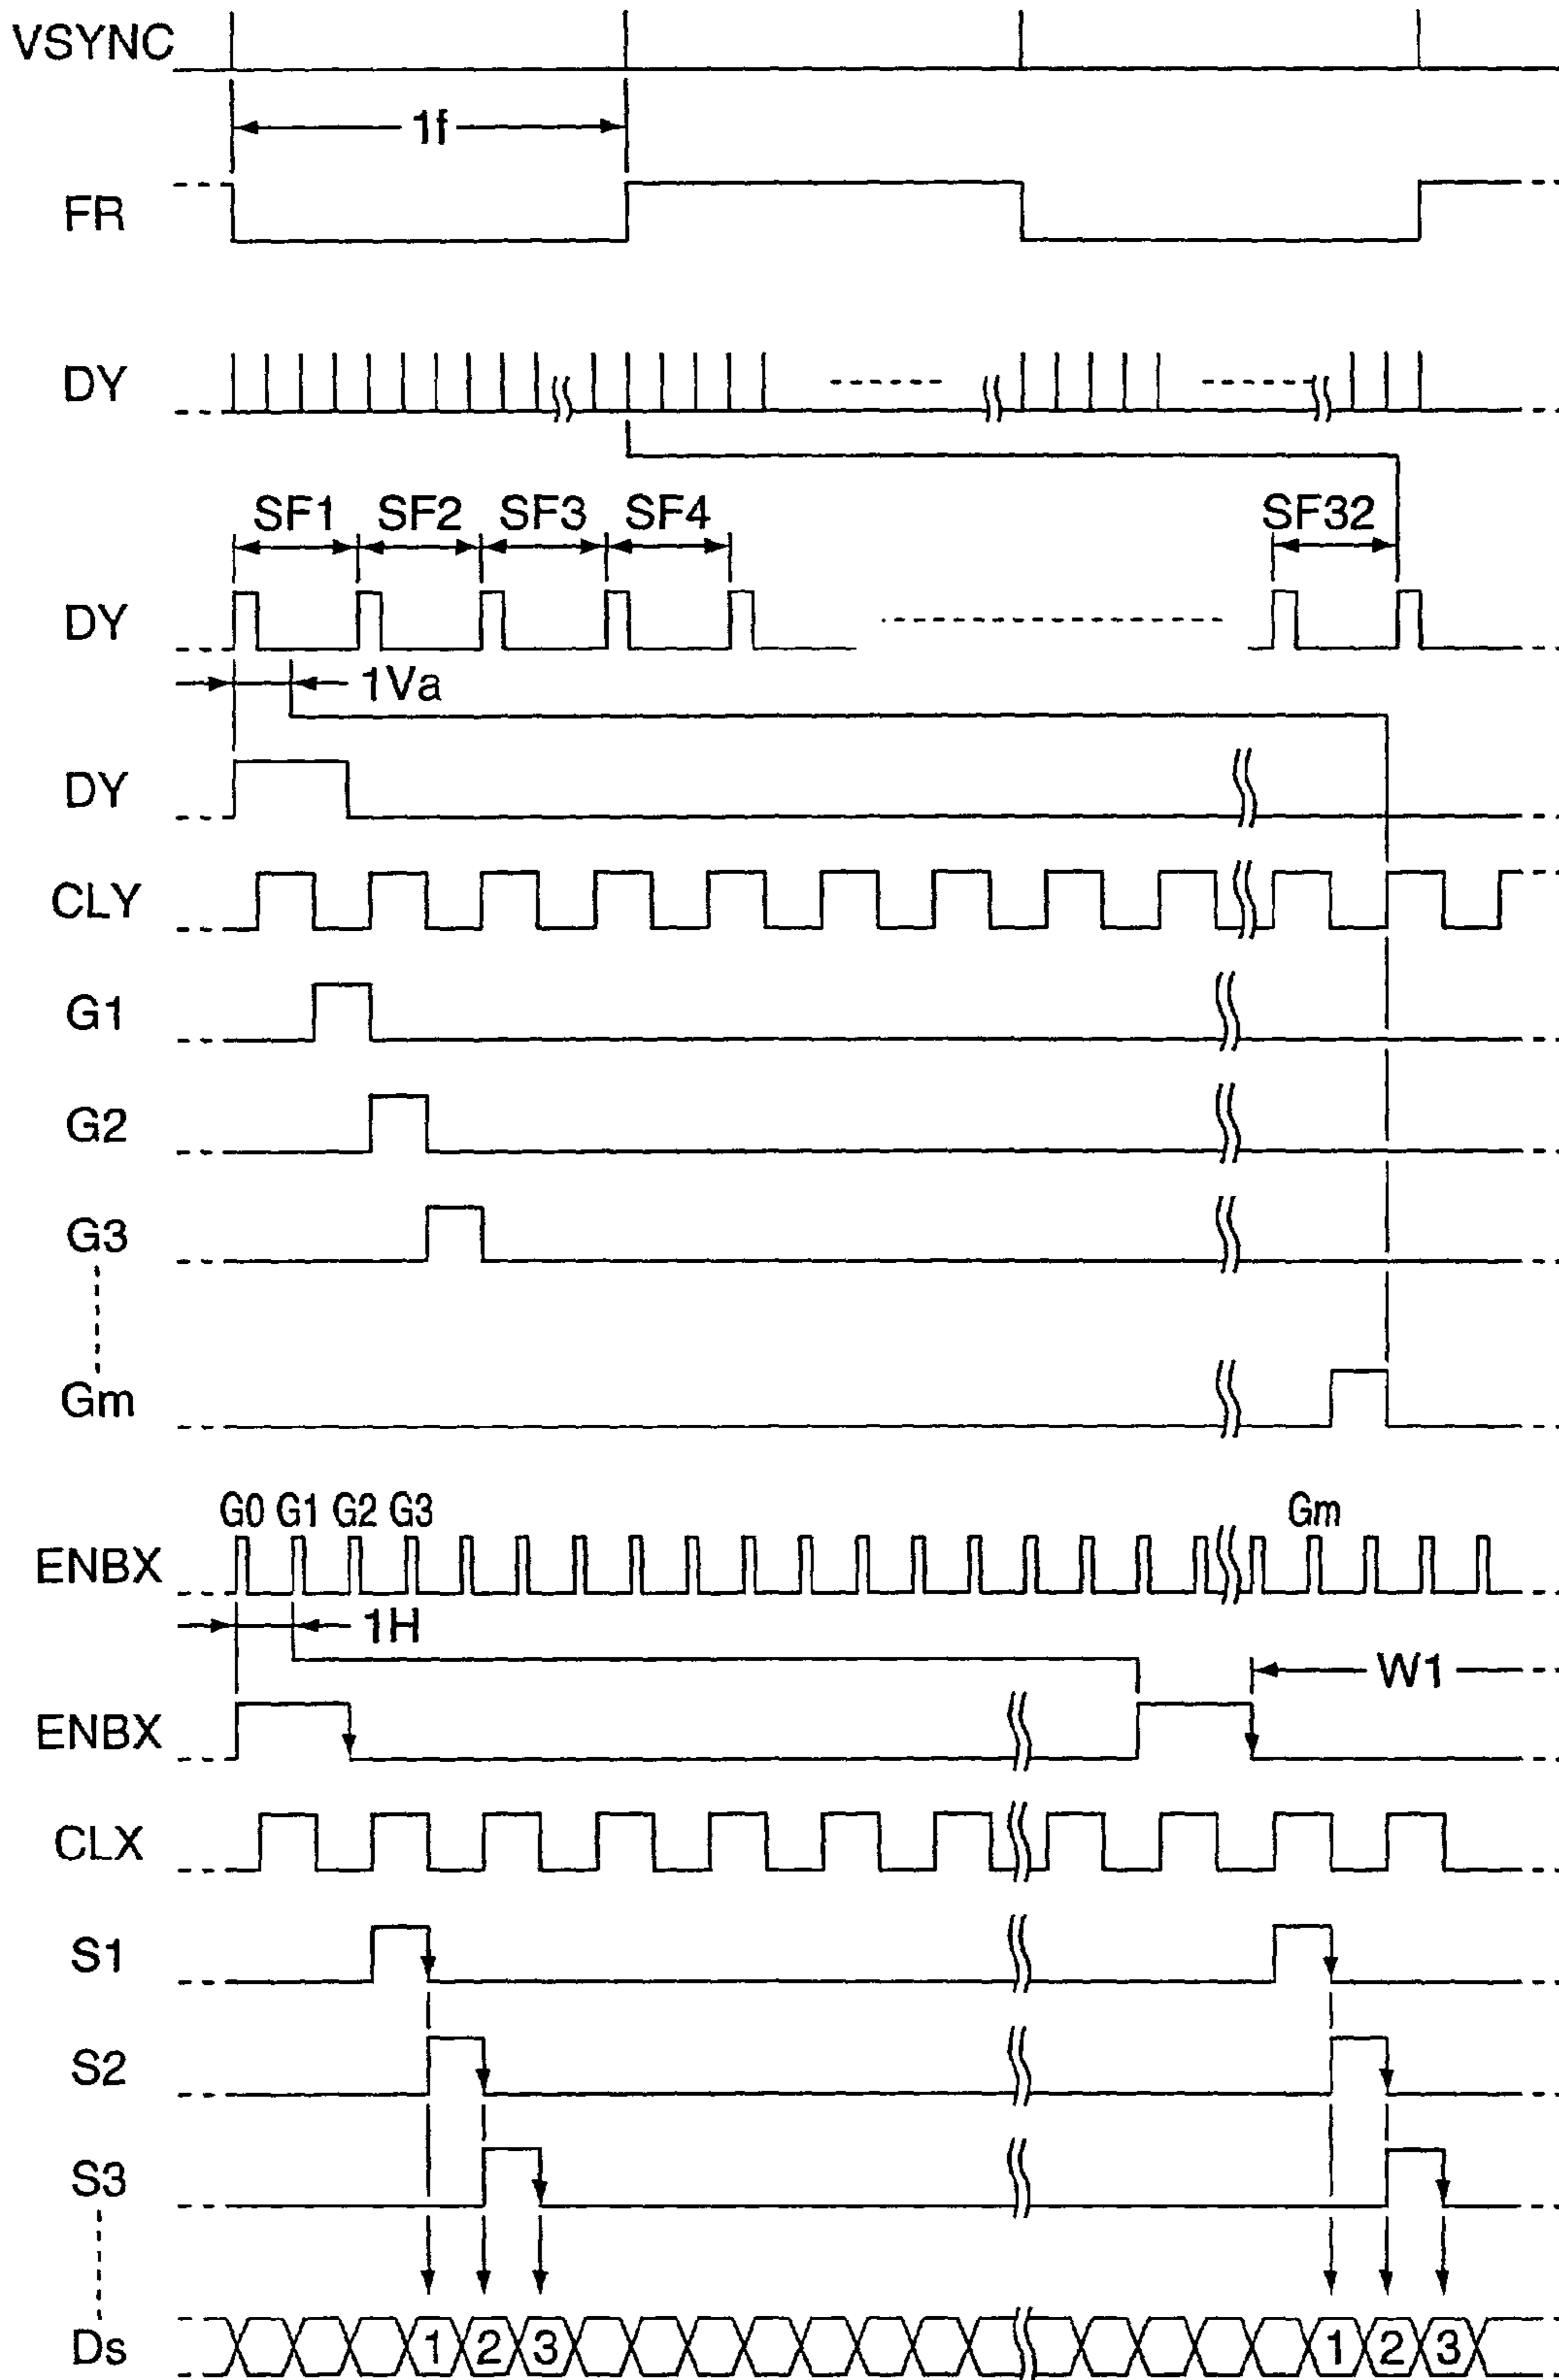 VSYNC
1f
FR
DY
SF1 SF2 SF3 SF4 SF32
DY
1Va
DY
CLY
G1
G2
G3
Gm
G0 G1 G2 G3 Gm
ENBX
1H
W1
ENBX
CLX
S1
S2
S3
Ds 1 2 3 1 2 3